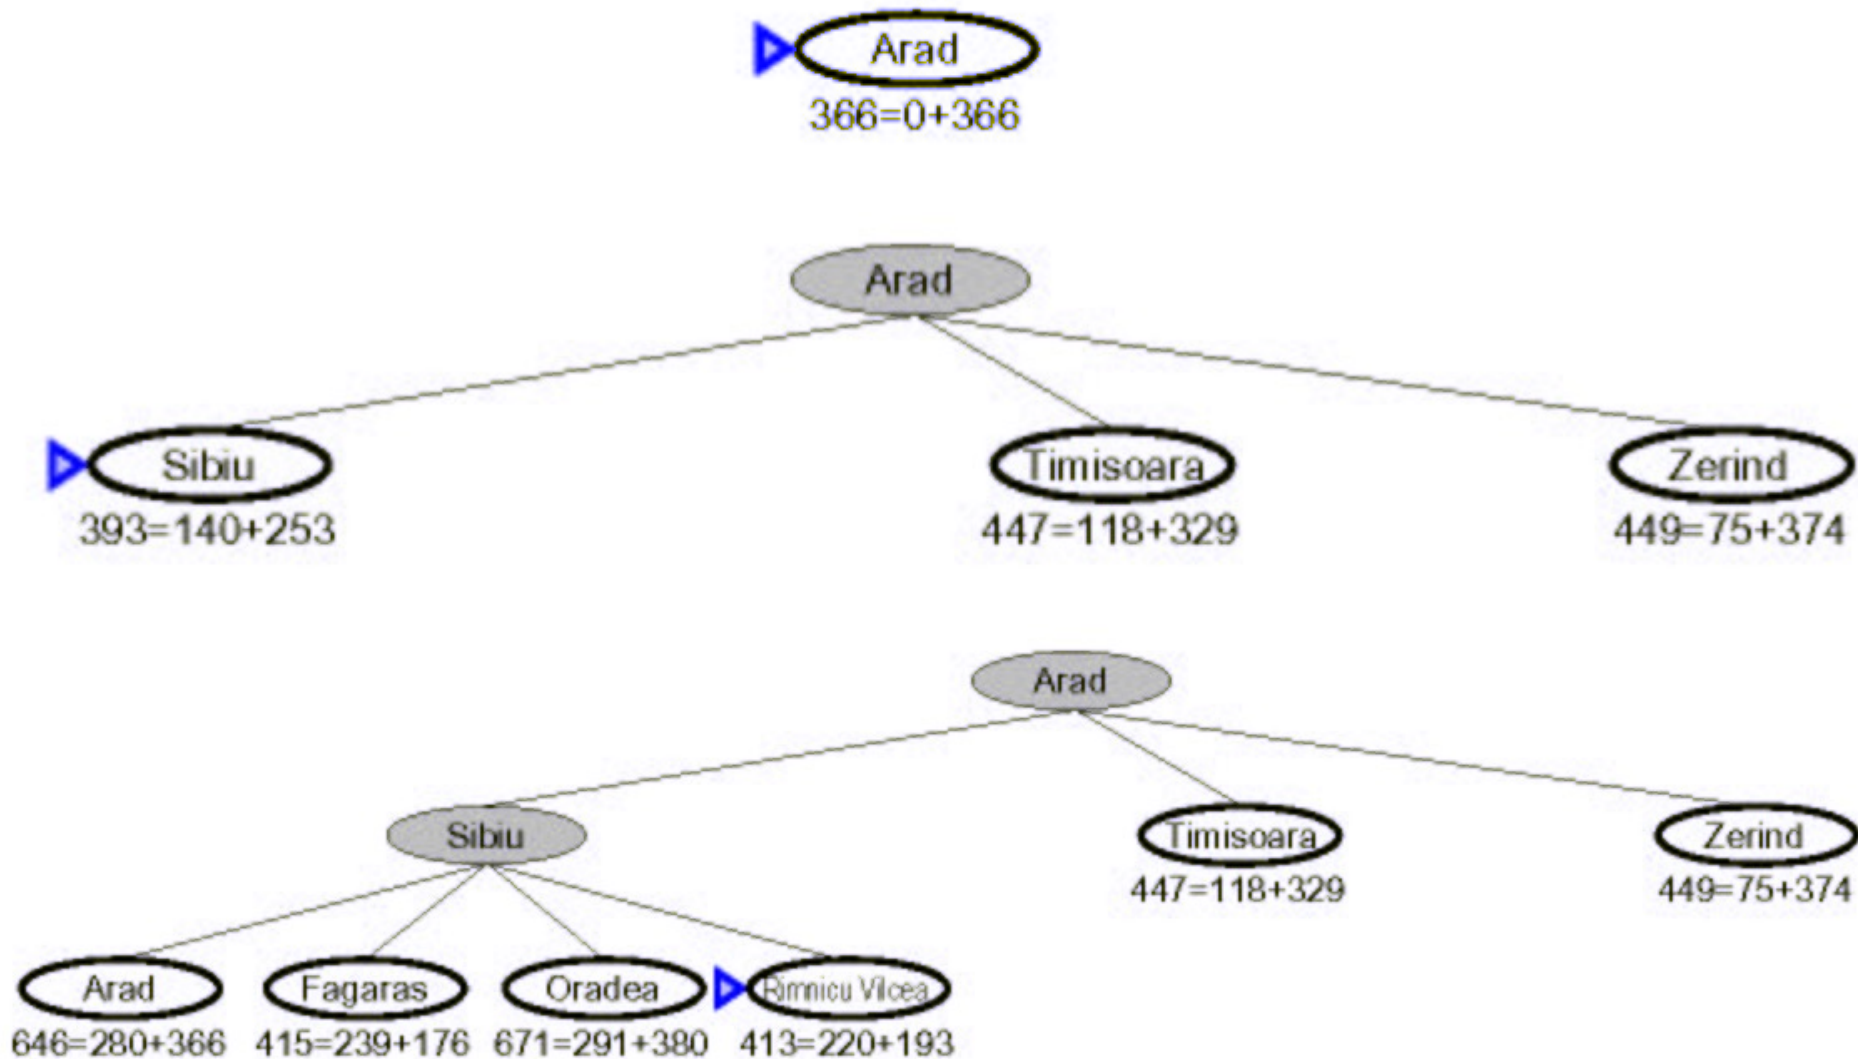 Arad
366=0+366
Arad
Sibiu Timisoara Zerind
393=140+253 447=118+329 449=75+374
Arad
Sibiu Timisoara Zerind
447=118+329 449=75+374
Arad Fagaras Oradea Rimnicu Vilcea
646=280+366 415=239+176 671=291+380 413=220+193